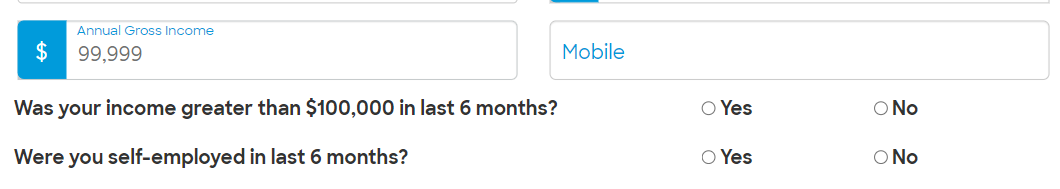 Annual Gross Income
$ 99,999
Mobile
Was your income greater than $100,000 in last 6 months? Yes No
Were you self-employed in last 6 months? Yes No